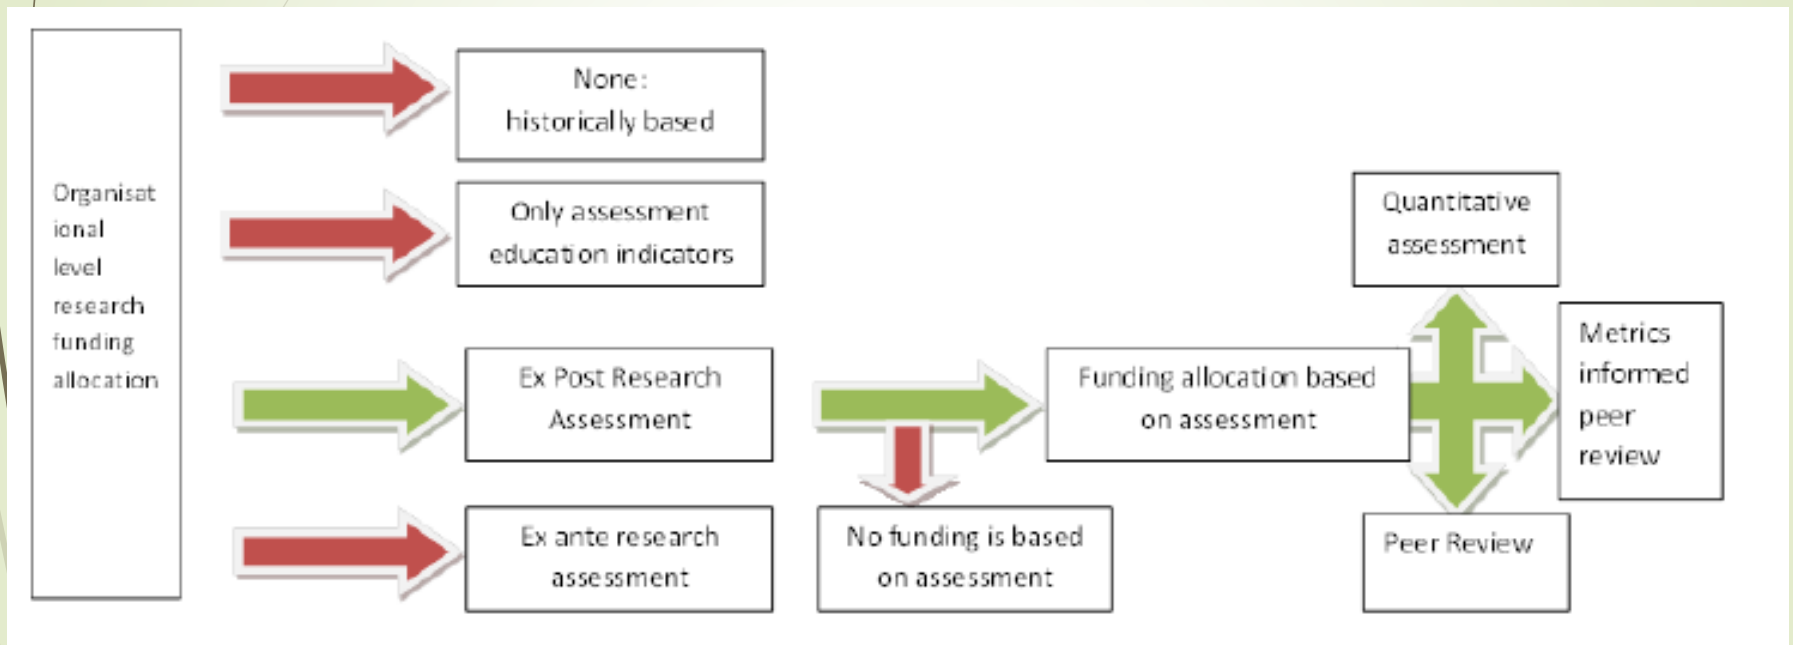 Organisat
ional
level
research
funding
allocation
None:
historically based
Only assessment
education indicators
Ex Post Research
Assessment
Ex ante research
assessment
Funding allocation based
on assessment
No funding is based
on assessment
Quantitative
assessment
Metrics
informed
peer
review
Peer Review